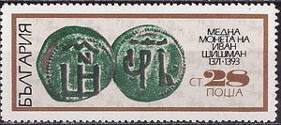 БЪЛГАРИЯ
МЕДНА
МОНЕТА НА
ИВАН
ШИШМАН
1371-1393
СТ 28
ПОЩА